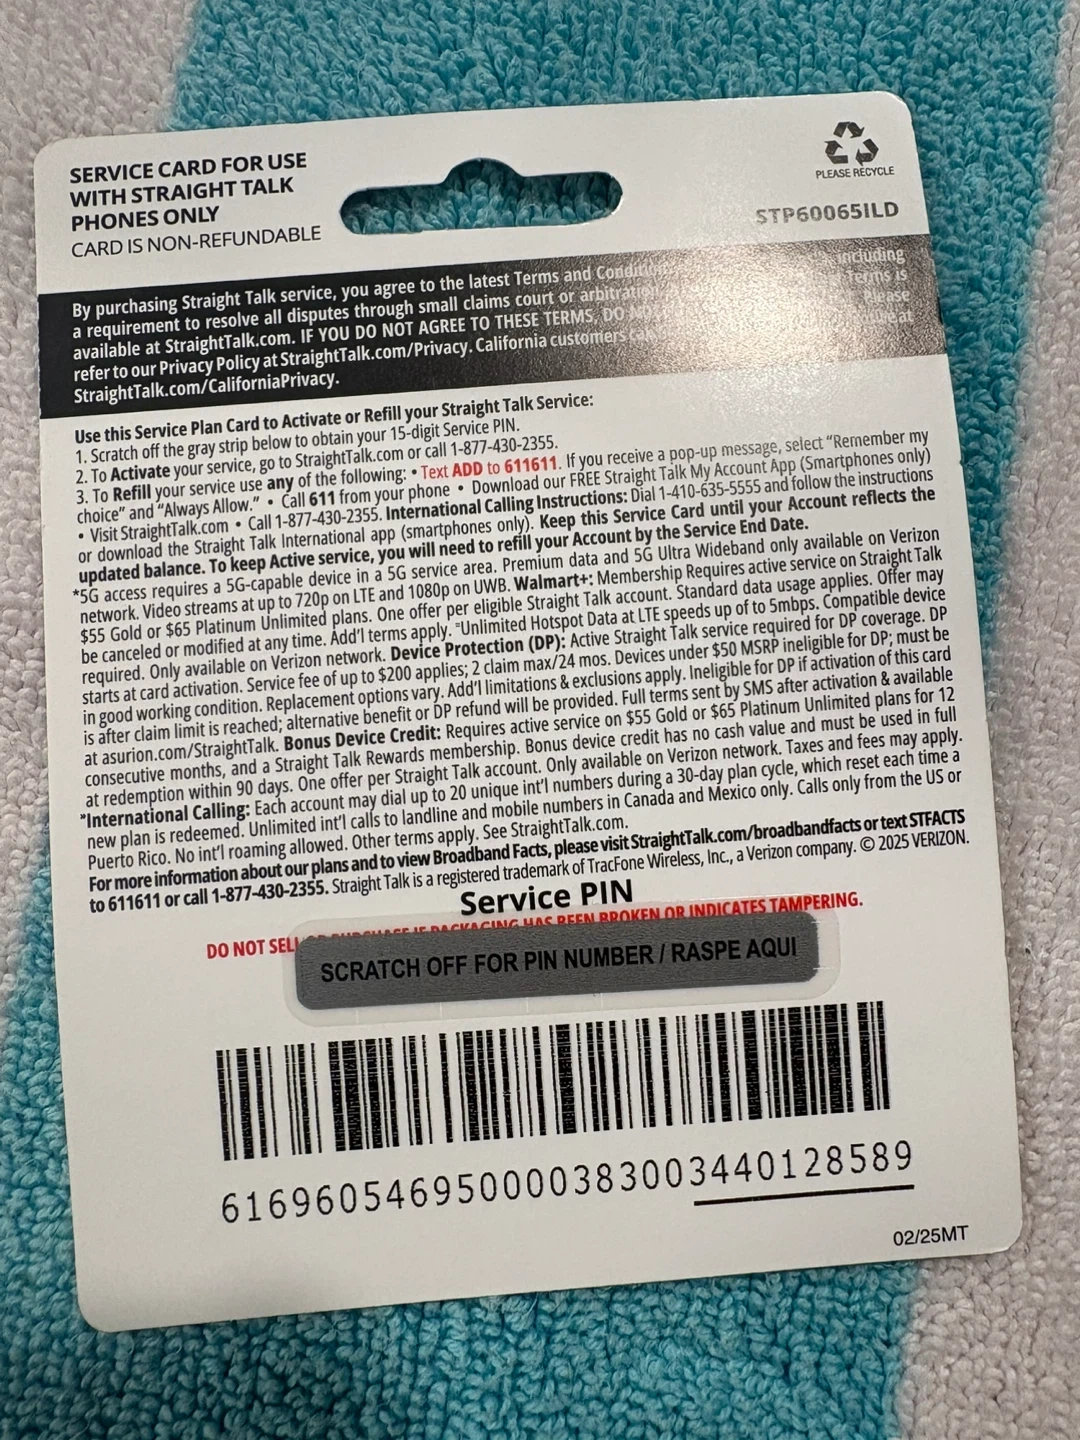 SERVICE CARD FOR USE
WITH STRAIGHT TALK
PHONES ONLY
CARD IS NON-REFUNDABLE
PLEASE RECYCLE
STP60065ILD
By purchasing Straight Talk service, you agree to the latest Terms and including
a requirement to resolve all disputes through small claims court or arbitration Terms is
available at StraightTalk.com. IF YOU DO NOT AGREE TO THESE TERMS, DO Please
refer to our Privacy Policy at StraightTalk.com/Privacy. California customers at
StraightTalk.com/CaliforniaPrivacy.
Use this Service Plan Card to Activate or Refill your Straight Talk Service:
1. Scratch off the gray strip below to obtain your 15-digit Service PIN.
2. To Activate your service, go to StraightTalk.com or call 1-877-430-2355.
3. To Refill your service use any of the following: • Text ADD to 611611. If you receive a pop-up message, select "Remember my
choice" and "Always Allow." • Call 611 from your phone • Download our FREE Straight Talk My Account App (Smartphones only)
• Visit StraightTalk.com • Call 1-877-430-2355. International Calling Instructions: Dial 1-410-635-5555 and follow the instructions
or download the Straight Talk International app (smartphones only). Keep this Service Card until your Account reflects the
updated balance. To keep Active service, you will need to refill your Account by the Service End Date.
*5G access requires a 5G-capable device in a 5G service area. Premium data and 5G Ultra Wideband only available on Verizon
network. Video streams at up to 720p on LTE and 1080p on UWB. Walmart+: Membership Requires active service on Straight Talk
$55 Gold or $65 Platinum Unlimited plans. One offer per eligible Straight Talk account. Standard data usage applies. Offer may
be canceled or modified at any time. Add'l terms apply. "Unlimited Hotspot Data at LTE speeds up of to 5mbps. Compatible device
required. Only available on Verizon network. Device Protection (DP): Active Straight Talk service required for DP coverage. DP
starts at card activation. Service fee of up to $200 applies; 2 claim max/24 mos. Devices under $50 MSRP ineligible for DP; must be
in good working condition. Replacement options vary. Add'l limitations & exclusions apply. Ineligible for DP if activation of this card
is after claim limit is reached; alternative benefit or DP refund will be provided. Full terms sent by SMS after activation & available
at asurion.com/StraightTalk. Bonus Device Credit: Requires active service on $55 Gold or $65 Platinum Unlimited plans for 12
consecutive months, and a Straight Talk Rewards membership. Bonus device credit has no cash value and must be used in full
at redemption within 90 days. One offer per Straight Talk account. Only available on Verizon network. Taxes and fees may apply.
*International Calling: Each account may dial up to 20 unique int'l numbers during a 30-day plan cycle, which reset each time a
new plan is redeemed. Unlimited int'l calls to landline and mobile numbers in Canada and Mexico only. Calls only from the US or
Puerto Rico. No int'l roaming allowed. Other terms apply. See StraightTalk.com.
For more information about our plans and to view Broadband Facts, please visit StraightTalk.com/broadbandfacts or text STFACTS
to 611611 or call 1-877-430-2355. Straight Talk is a registered trademark of TracFone Wireless, Inc., a Verizon company. © 2025 VERIZON.
Service PIN
DO NOT SELL OR PURCHASE IF PACKAGING HAS BEEN BROKEN OR INDICATES TAMPERING.
SCRATCH OFF FOR PIN NUMBER / RASPE AQUI
61696054695000038300344012858​9
02/25MT